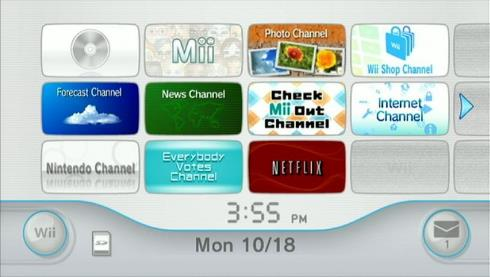 Mii
Photo Channel
Wii
Wii Shop Channel
Forecast Channel
News Channel
Check
Mii Out
Channel
Internet
Channel
Nintendo Channel
Everybody
Votes
Channel
NETFLIX
Wii
3:55 PM
Wii
1
Mon 10/18